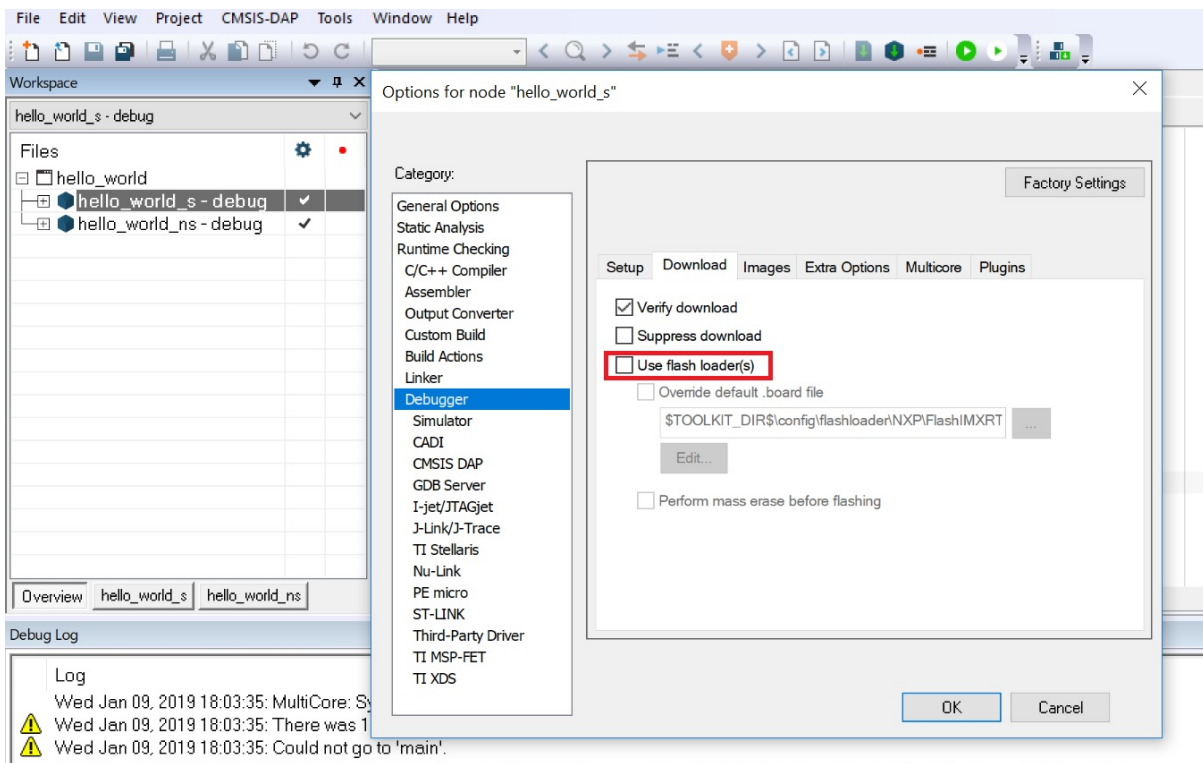 File Edit View Project CMSIS-DAP Tools Window Help
Workspace
hello_world_s - debug
Files
hello_world
hello_world_s - debug
hello_world_ns - debug
Overview hello_world_s hello_world_ns
Options for node "hello_world_s"
Category:
General Options
Static Analysis
Runtime Checking
C/C++ Compiler
Assembler
Output Converter
Custom Build
Build Actions
Linker
Debugger
Simulator
CADI
CMSIS DAP
GDB Server
I-jet/JTAGjet
J-Link/J-Trace
TI Stellaris
Nu-Link
PE micro
ST-LINK
Third-Party Driver
TI MSP-FET
TI XDS
Factory Settings
Setup Download Images Extra Options Multicore Plugins
Verify download
Suppress download
Use flash loader(s)
Override default .board file
$TOOLKIT_DIR$\config\flashloader\NXP\FlashIMXRT ...
Edit...
Perform mass erase before flashing
OK Cancel
Debug Log
Log
Wed Jan 09, 2019 18:03:35: MultiCore: Sy
Wed Jan 09, 2019 18:03:35: There was 1
Wed Jan 09, 2019 18:03:35: Could not go to 'main'.